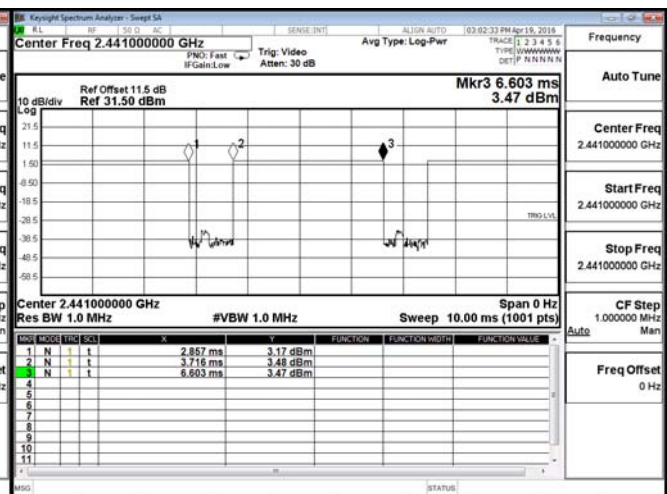 Keysight Spectrum Analyzer - Swept SA
RL RF 50 Ω AC SENSE:INT ALIGN AUTO 03:02:33 PM Apr 19, 2016
Center Freq 2.441000000 GHz
PNO: Fast
IFGain:Low
Trig: Video
Atten: 30 dB
Avg Type: Log-Pwr
TRACE 1 2 3 4 5 6
TYPE
DET P N N N N N
Ref Offset 11.5 dB
10 dB/div Ref 31.50 dBm
Log
Mkr3 6.603 ms
3.47 dBm
21.5
11.5
1.50
-8.50
-18.5
-28.5
-38.5
-48.5
-58.5
1
2
3
TRIG LVL
Center 2.441000000 GHz Span 0 Hz
Res BW 1.0 MHz #VBW 1.0 MHz Sweep 10.00 ms (1001 pts)
MKR MODE TRC SCL X Y FUNCTION FUNCTION WIDTH FUNCTION VALUE
1 N 1 t 2.857 ms 3.17 dBm
2 N 1 t 3.716 ms 3.48 dBm
3 N 1 t 6.603 ms 3.47 dBm
4
5
6
7
8
9
10
11
MSG STATUS
Frequency
Auto Tune
Center Freq
2.441000000 GHz
Start Freq
2.441000000 GHz
Stop Freq
2.441000000 GHz
CF Step
1.000000 MHz
Auto Man
Freq Offset
0 Hz